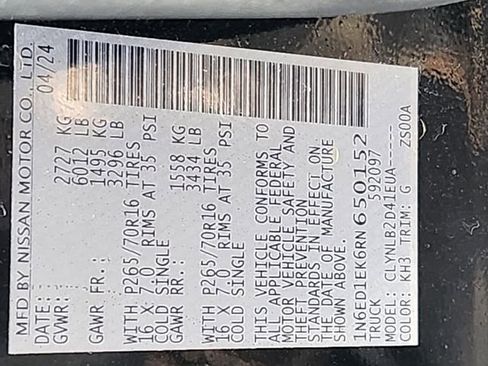 MFD BY NISSAN MOTOR CO., LTD.
DATE: 04/24
GVWR: 2727 KG
6012 LB
GAWR FR.: 1495 KG
3296 LB
WITH P265/70R16 TIRES
16 X 7.0 RIMS AT 35 PSI
COLD SINGLE
GAWR RR.: 1558 KG
3434 LB
WITH P265/70R16 TIRES
16 X 7.0 RIMS AT 35 PSI
COLD SINGLE
THIS VEHICLE CONFORMS TO
ALL APPLICABLE FEDERAL
MOTOR VEHICLE SAFETY AND
THEFT PREVENTION
STANDARDS IN EFFECT ON
THE DATE OF MANUFACTURE
SHOWN ABOVE.
1N6ED1EK6RN650152
TRUCK 592097
MODEL: CLYNLB2D41EUA-----
COLOR: KH3 TRIM: G ZS00A